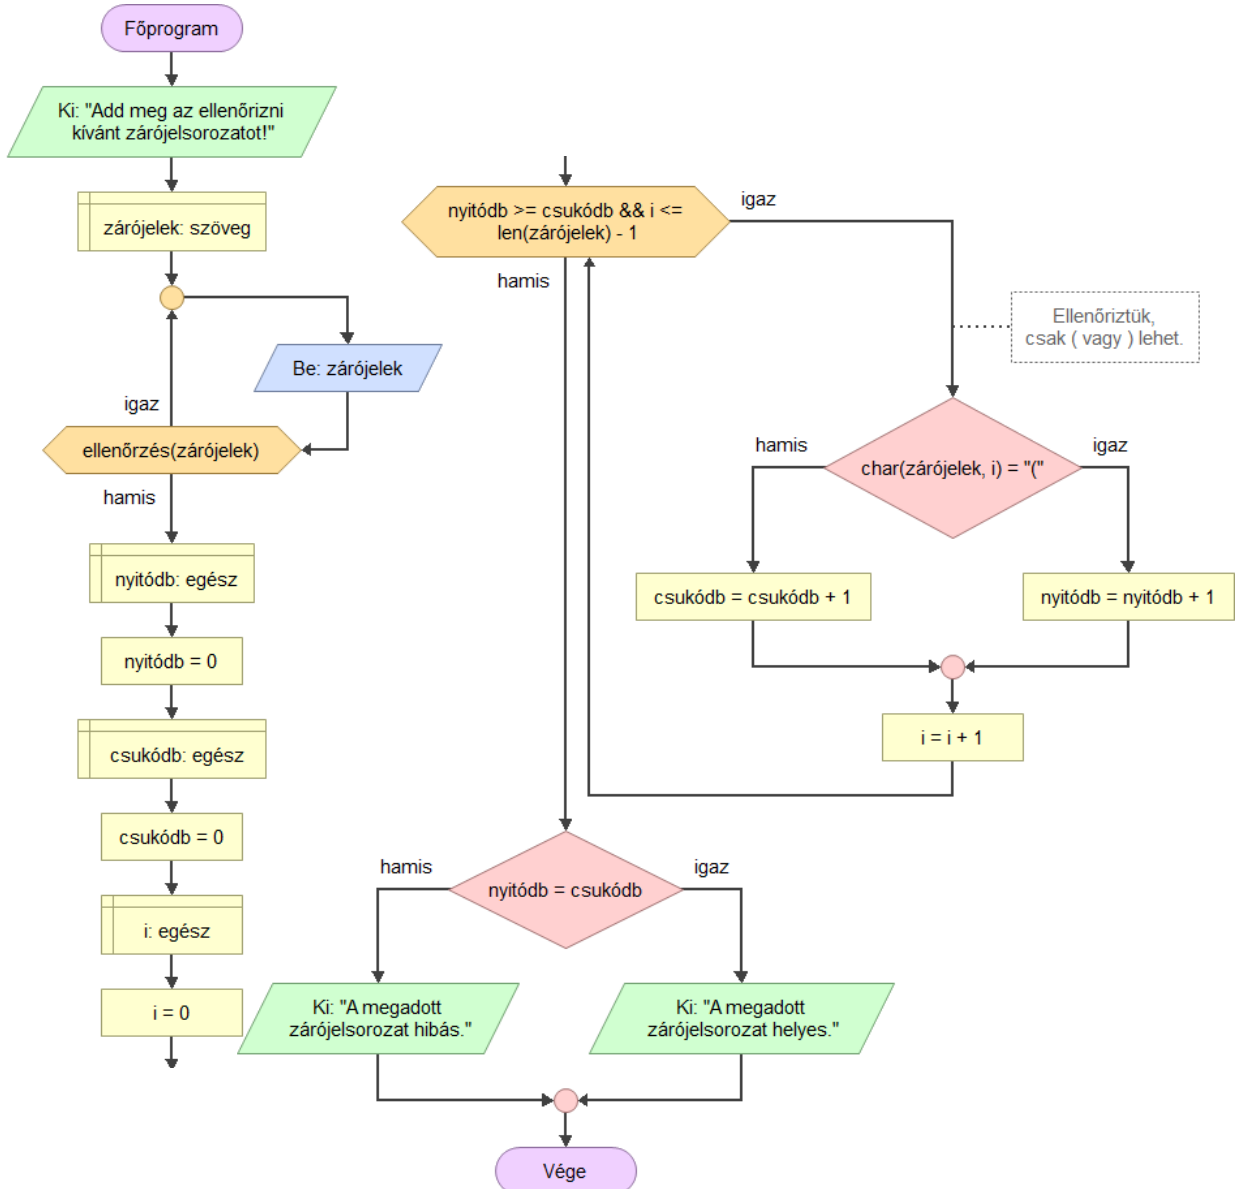 Főprogram
Ki: "Add meg az ellenőrizni
kívánt zárójelsorozatot!"
zárójelek: szöveg
Be: zárójelek
igaz
ellenőrzés(zárójelek)
hamis
nyitódb: egész
nyitódb = 0
csukódb: egész
csukódb = 0
i: egész
i = 0
nyitódb >= csukódb && i <=
len(zárójelek) - 1
igaz
hamis
Ellenőriztük,
csak ( vagy ) lehet.
char(zárójelek, i) = "("
hamis
igaz
csukódb = csukódb + 1
nyitódb = nyitódb + 1
i = i + 1
nyitódb = csukódb
hamis
igaz
Ki: "A megadott
zárójelsorozat hibás."
Ki: "A megadott
zárójelsorozat helyes."
Vége